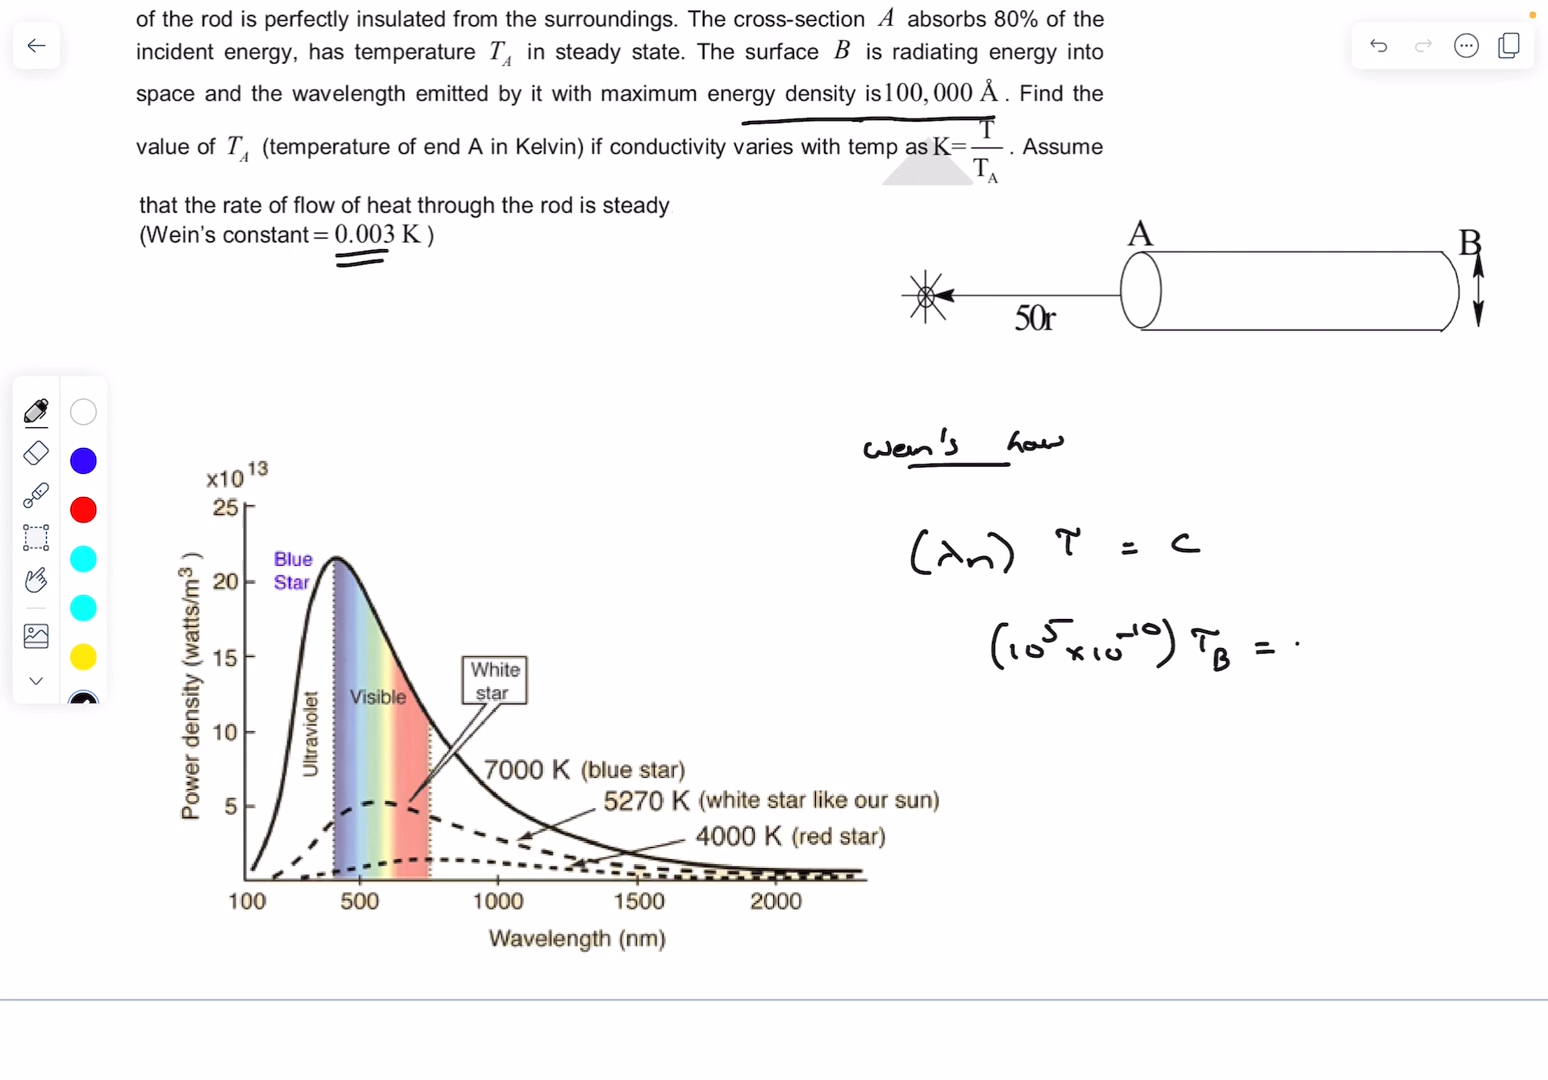 of the rod is perfectly insulated from the surroundings. The cross-section A absorbs 80% of the
incident energy, has temperature T_A in steady state. The surface B is radiating energy into
space and the wavelength emitted by it with maximum energy density is100,000 Å . Find the
value of T_A (temperature of end A in Kelvin) if conductivity varies with temp as K= T/T_A . Assume
that the rate of flow of heat through the rod is steady
(Wein's constant = 0.003 K )
A
B
50r
wein's law
(λm) T = C
(10^5 x 10^-10) T_B = .
x10^13
25
20
15
10
5
Power density (watts/m^3 )
Blue
Star
Ultraviolet
Visible
White
star
7000 K (blue star)
5270 K (white star like our sun)
4000 K (red star)
100 500 1000 1500 2000
Wavelength (nm)